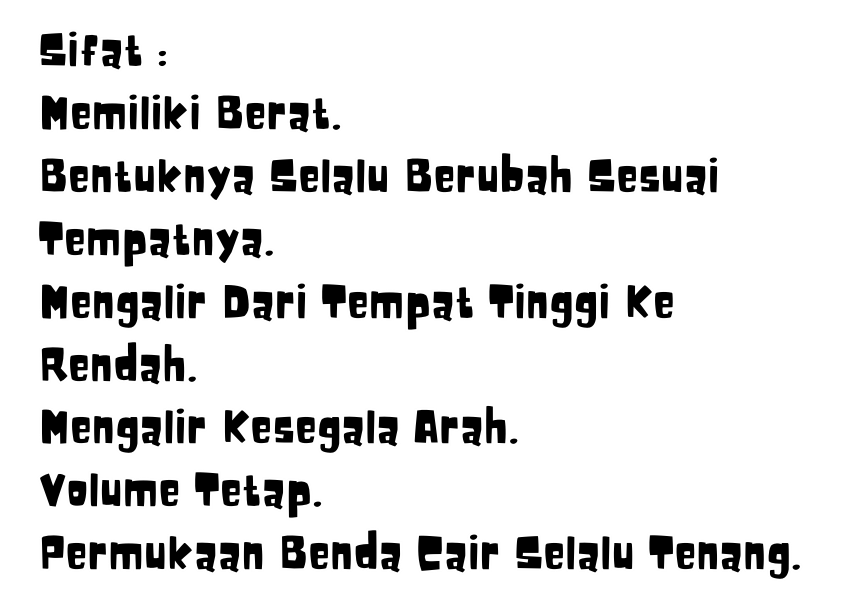 Sifat :
Memiliki Berat.
Bentuknya Selalu Berubah Sesuai
Tempatnya.
Mengalir Dari Tempat Tinggi Ke
Rendah.
Mengalir Kesegala Arah.
Volume Tetap.
Permukaan Benda Cair Selalu Tenang.